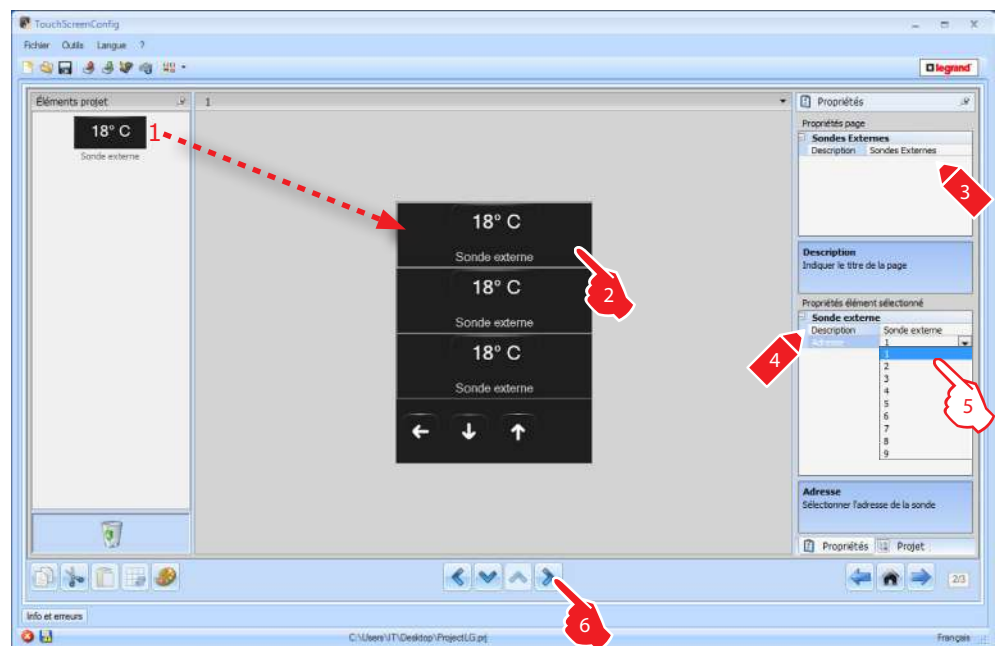 TouchScreenConfig
Fichier Outils Langue ?
legrand
Éléments projet
1
Propriétés
18° C
1
Sonde externe
Propriétés page
Sondes Externes
Description Sondes Externes
3
18° C
Sonde externe
2
18° C
Sonde externe
18° C
Sonde externe
Description
Indiquer le titre de la page
Propriétés élément sélectionné
Sonde externe
Description Sonde externe
Adresse 1
4
1
2
3
4
5
6
7
8
9
5
Adresse
Sélectionner l'adresse de la sonde
Propriétés Projet
2/3
6
Info et erreurs
C:\Users\IT\Desktop\ProjectLG.prj
Français